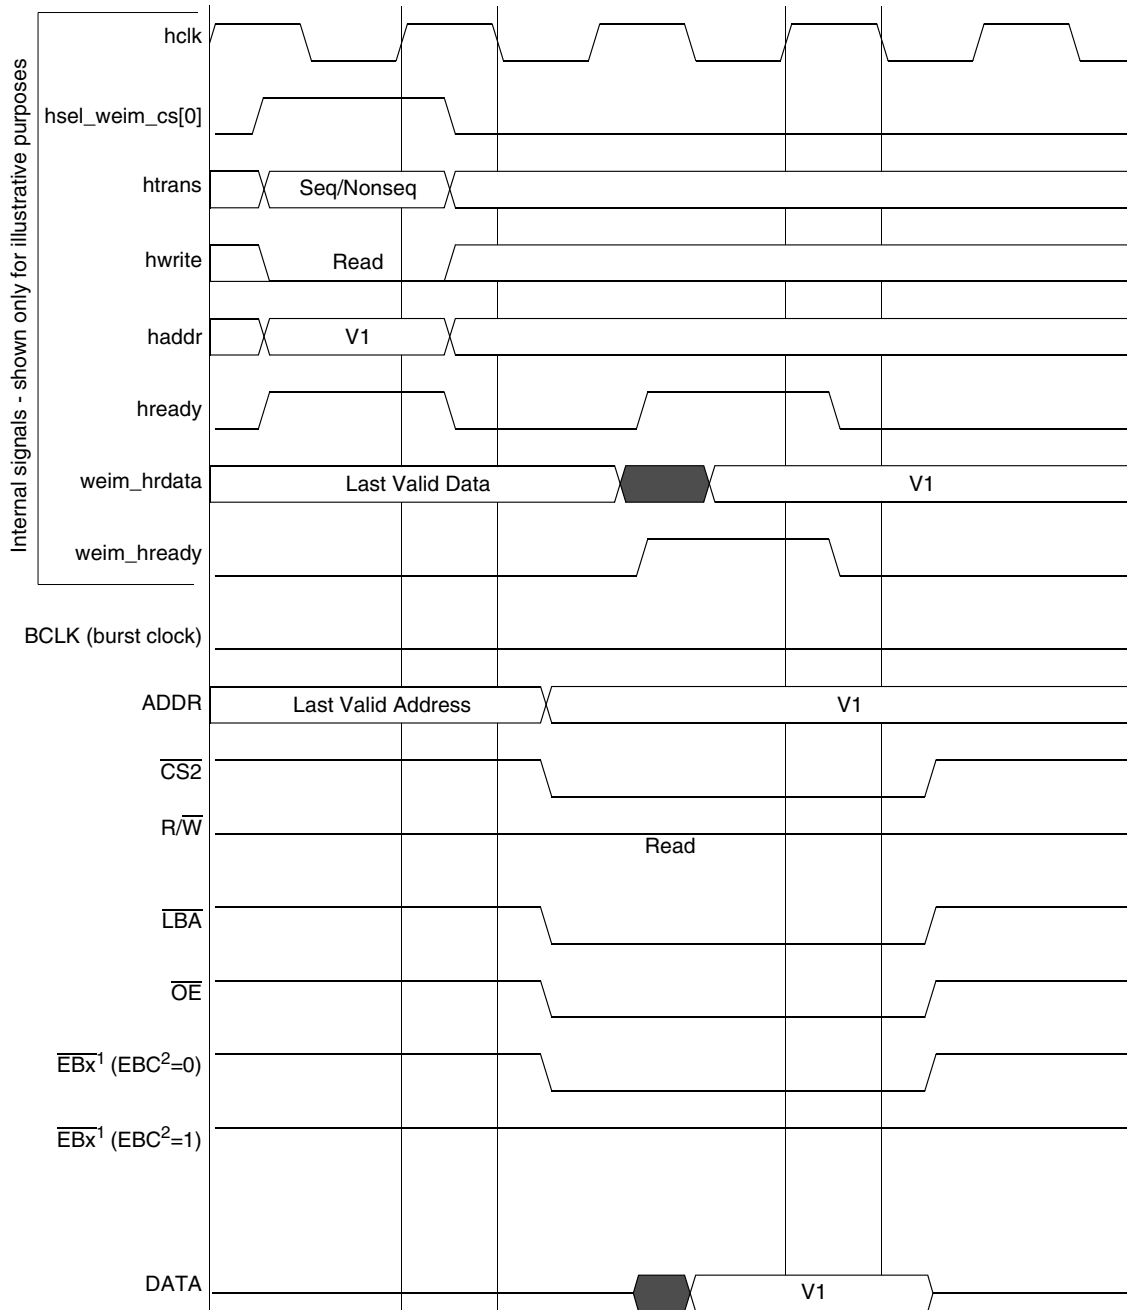 Internal signals - shown only for illustrative purposes
hclk
hsel_weim_cs[0]
htrans Seq/Nonseq
hwrite Read
haddr V1
hready
weim_hrdata Last Valid Data V1
weim_hready
BCLK (burst clock)
ADDR Last Valid Address V1
CS2
R/W
Read
LBA
OE
EBx¹ (EBC²=0)
EBx¹ (EBC²=1)
DATA V1